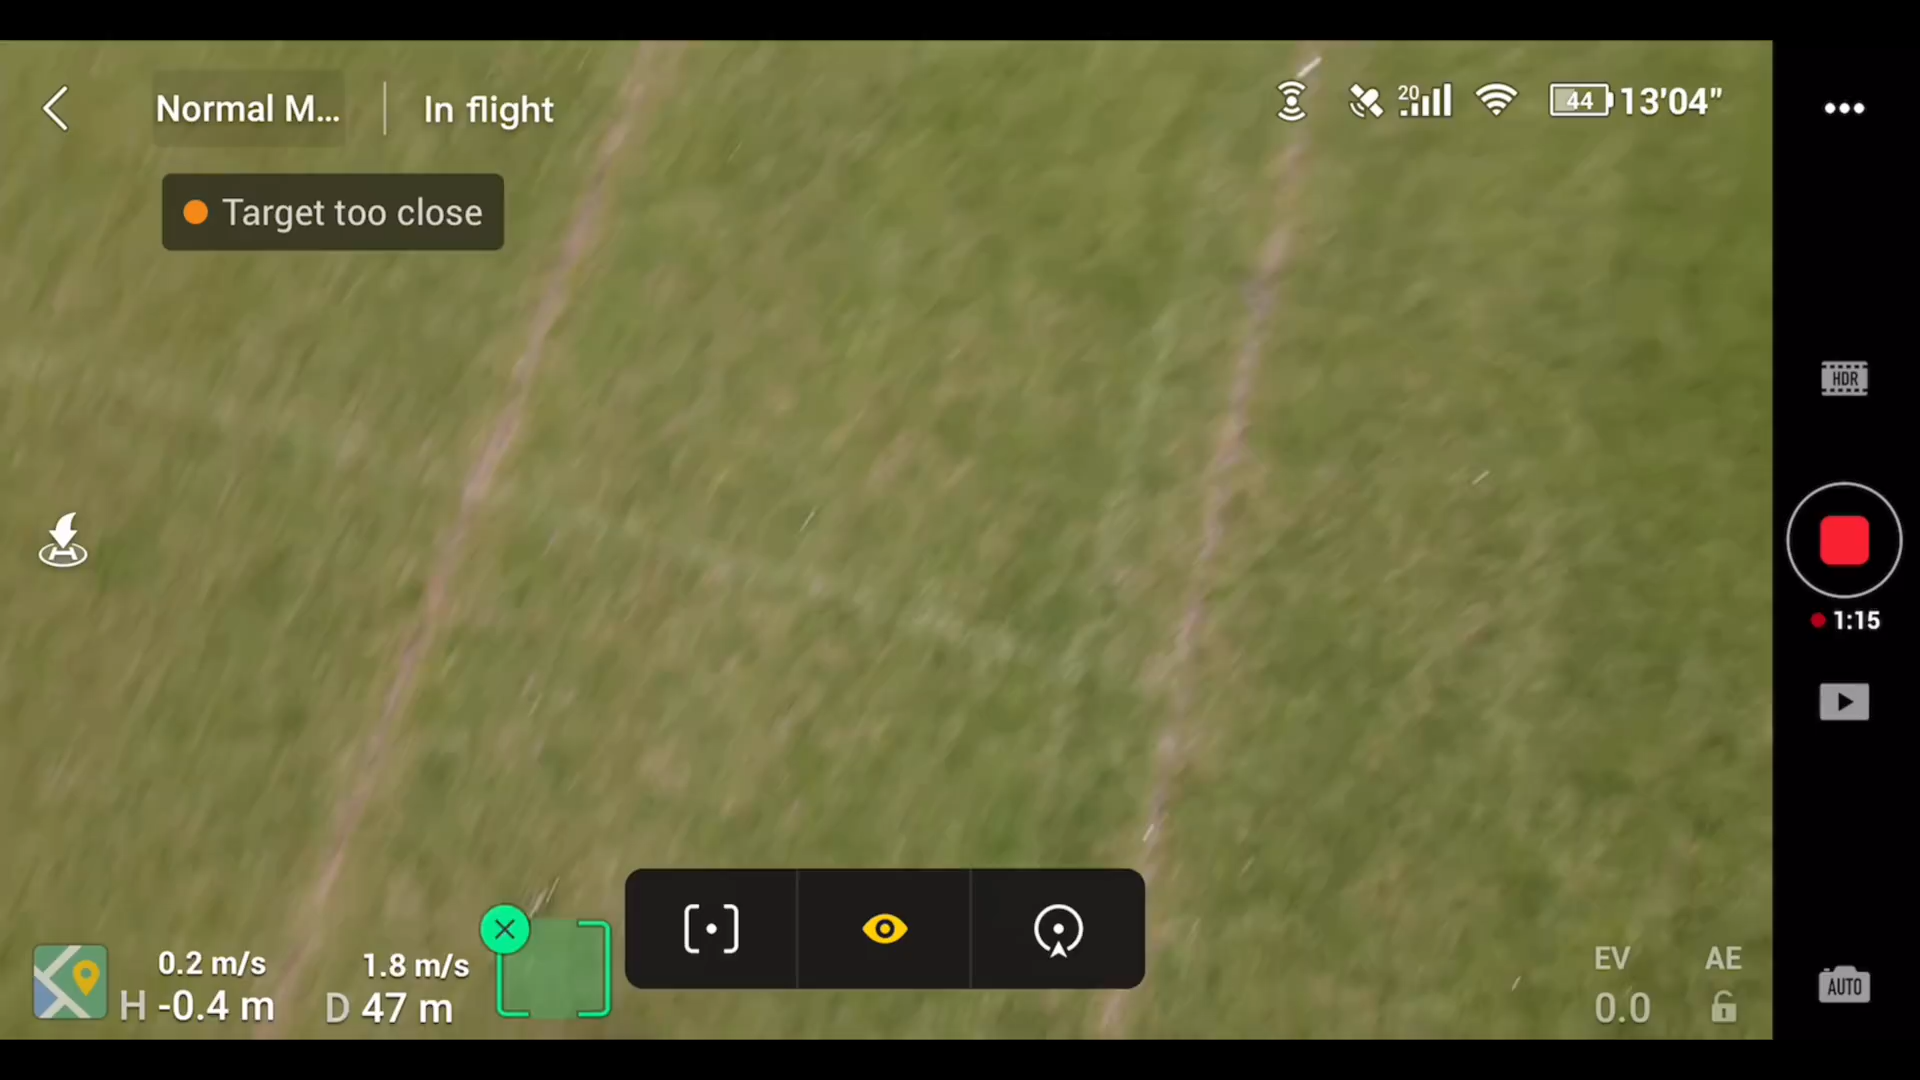 Normal M... | In flight
20
44 13'04”
Target too close
HDR
1:15
0.2 m/s
1.8 m/s
H -0.4 m
D 47 m
EV
AE
0.0
AUTO